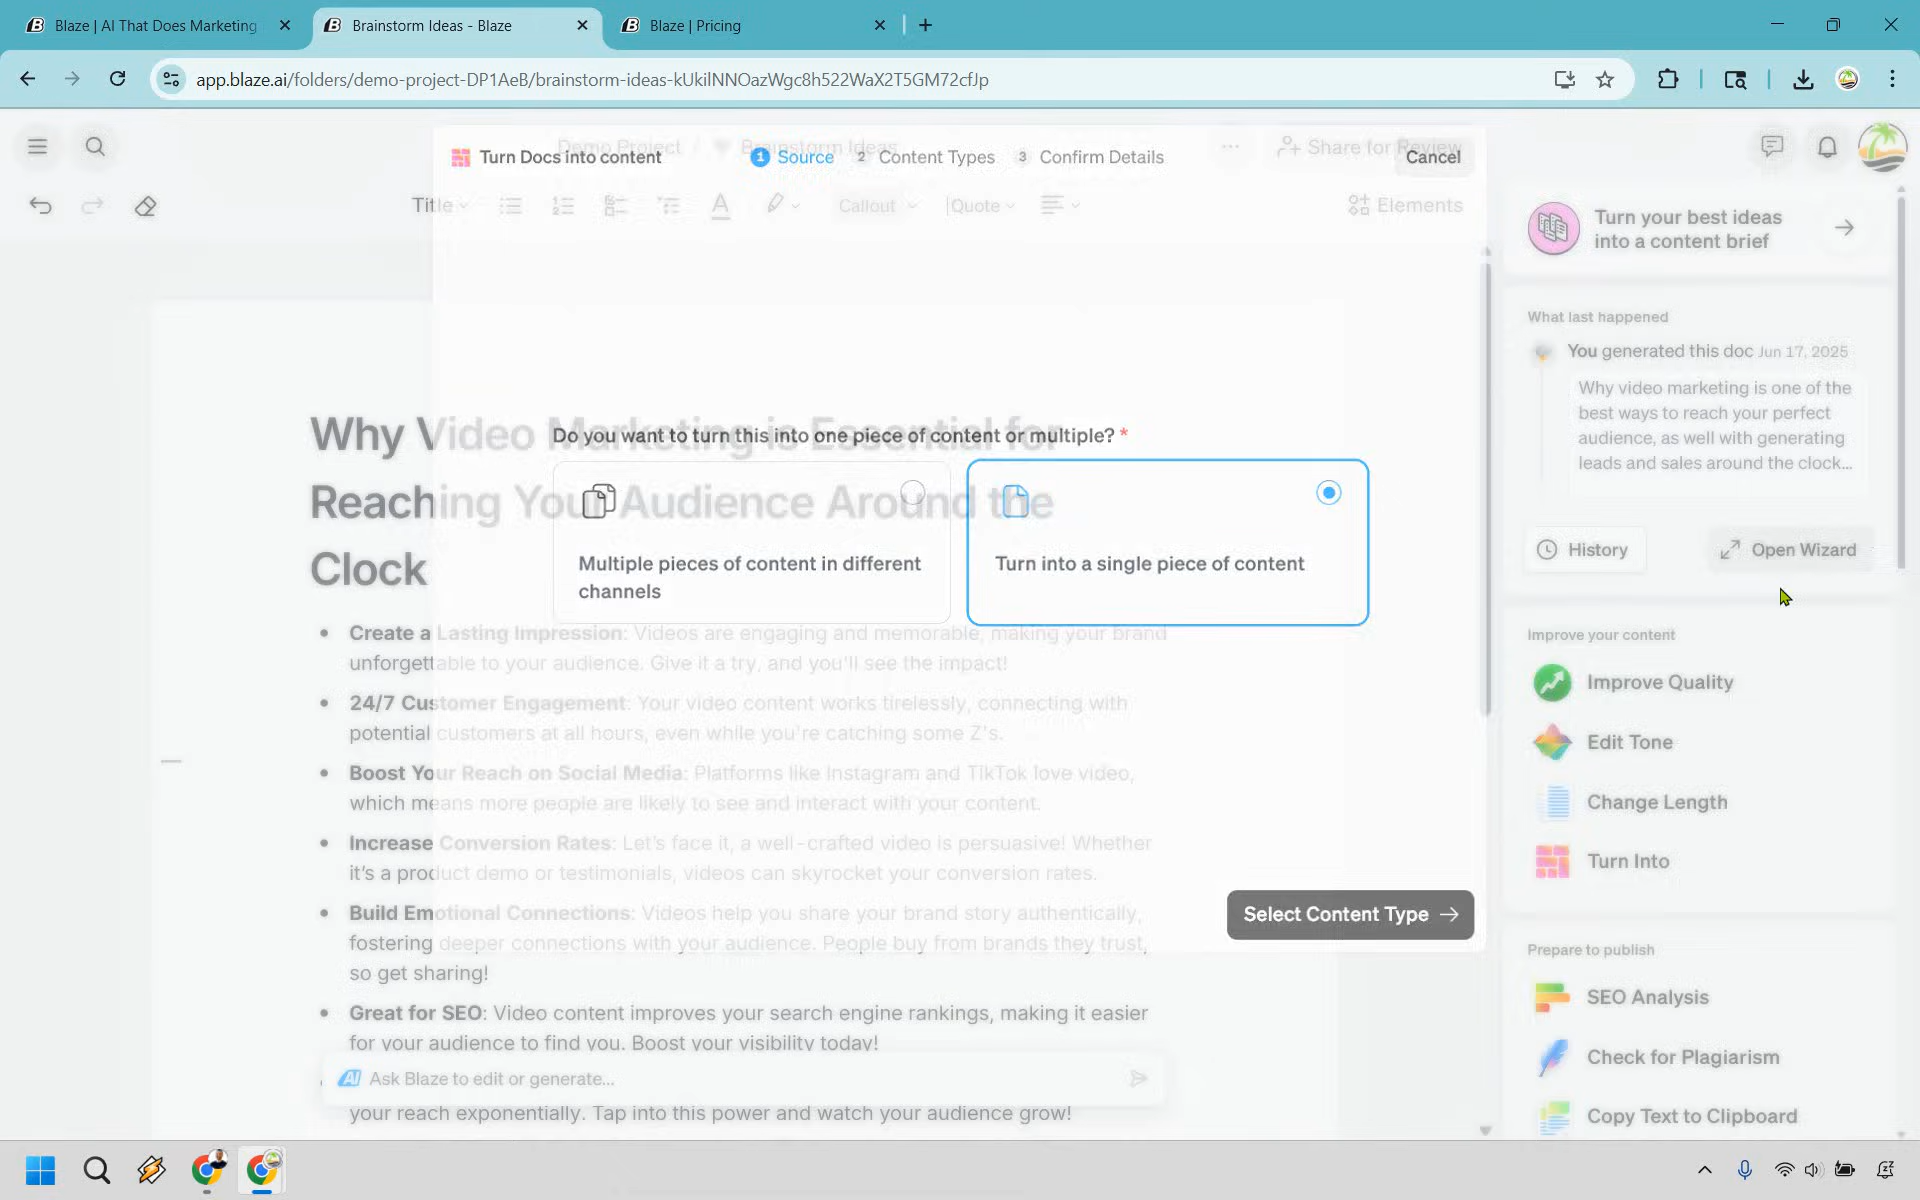 Blaze | AI That Does Marketing
Brainstorm Ideas - Blaze
Blaze | Pricing
app.blaze.ai/folders/demo-project-DP1AeB/brainstorm-ideas-kUkilNNOazWgc8h522WaX2T5GM72cfJp
Demo Project / Brainstorm Ideas
Share for Review
Turn Docs into content
1 Source
2 Content Types
3 Confirm Details
Cancel
Title
Callout
Quote
Elements
Why Video Marketing is Essential for
Reaching Your Audience Around the
Clock
Do you want to turn this into one piece of content or multiple? *
Multiple pieces of content in different
channels
Turn into a single piece of content
• Create a Lasting Impression: Videos are engaging and memorable, making your brand
unforgettable to your audience. Give it a try, and you'll see the impact!
• 24/7 Customer Engagement: Your video content works tirelessly, connecting with
potential customers at all hours, even while you're catching some Z's.
• Boost Your Reach on Social Media: Platforms like Instagram and TikTok love video,
which means more people are likely to see and interact with your content.
• Increase Conversion Rates: Let's face it, a well-crafted video is persuasive! Whether
it's a product demo or testimonials, videos can skyrocket your conversion rates.
• Build Emotional Connections: Videos help you share your brand story authentically,
fostering deeper connections with your audience. People buy from brands they trust,
so get sharing!
• Great for SEO: Video content improves your search engine rankings, making it easier
for your audience to find you. Boost your visibility today!
Select Content Type →
AI Ask Blaze to edit or generate...
your reach exponentially. Tap into this power and watch your audience grow!
Turn your best ideas
into a content brief
What last happened
You generated this doc Jun 17, 2025
Why video marketing is one of the
best ways to reach your perfect
audience, as well with generating
leads and sales around the clock...
History
Open Wizard
Improve your content
Improve Quality
Edit Tone
Change Length
Turn Into
Prepare to publish
SEO Analysis
Check for Plagiarism
Copy Text to Clipboard